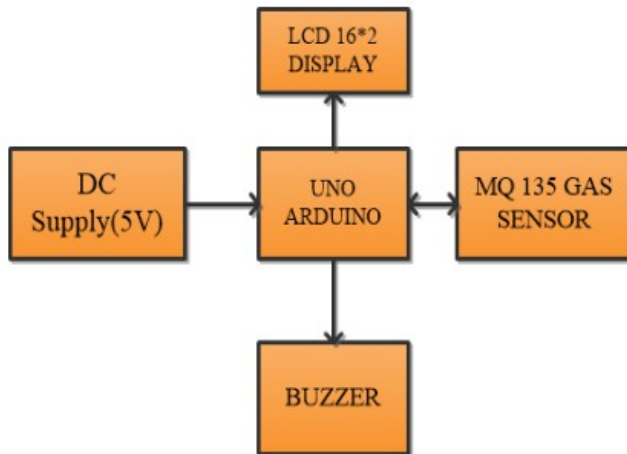 LCD 16*2
DISPLAY
DC
Supply(5V)
UNO
ARDUINO
MQ 135 GAS
SENSOR
BUZZER